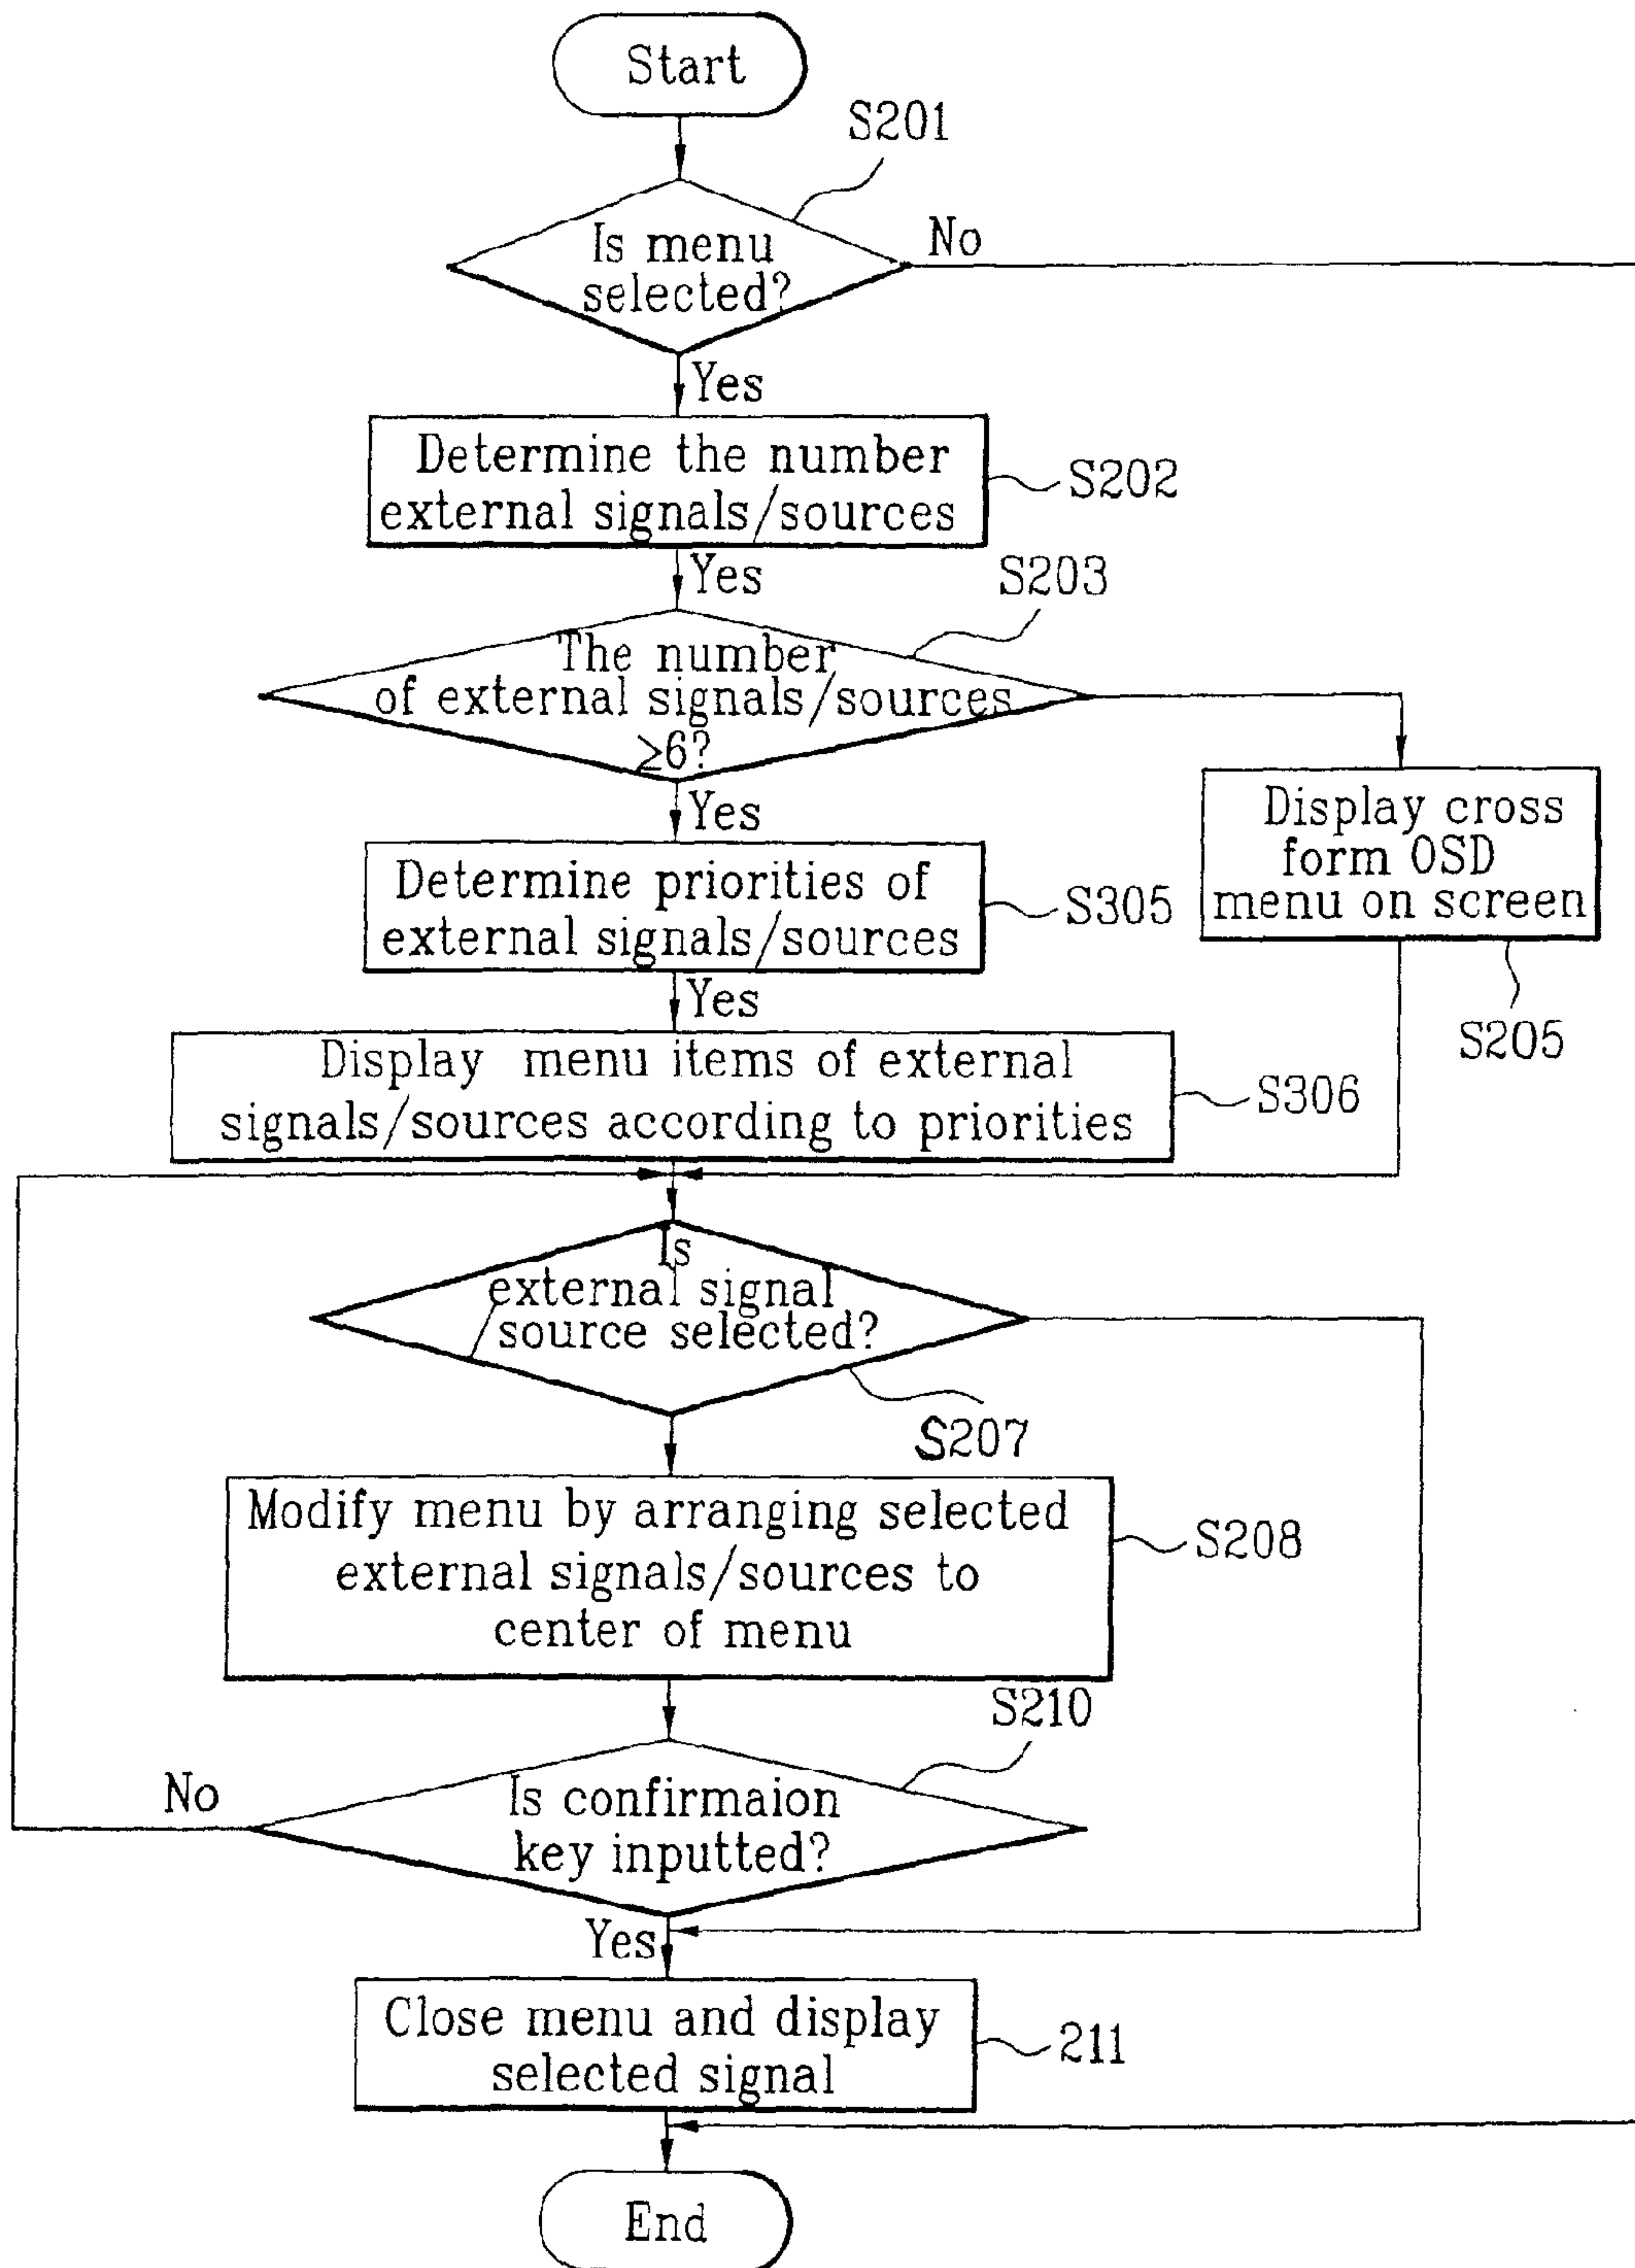 Start
S201
Is menu
selected?
No
Yes
Determine the number
external signals/sources
S202
Yes
S203
The number
of external signals/sources
≥6?
Yes
Display cross
form OSD
menu on screen
S205
Determine priorities of
external signals/sources
S305
Yes
Display menu items of external
signals/sources according to priorities
S306
Is
external signal
/source selected?
S207
Modify menu by arranging selected
external signals/sources to
center of menu
S208
S210
Is confirmaion
key inputted?
No
Yes
Close menu and display
selected signal
211
End